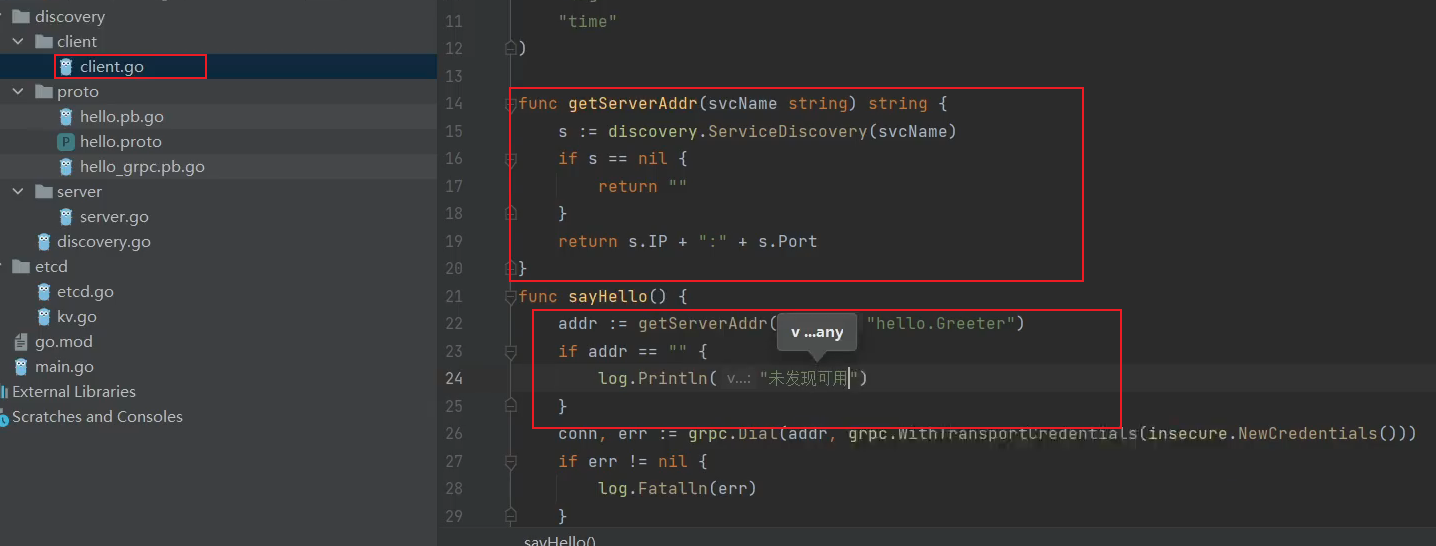 discovery
client
client.go
proto
hello.pb.go
hello.proto
hello_grpc.pb.go
server
server.go
discovery.go
etcd
etcd.go
kv.go
go.mod
main.go
External Libraries
Scratches and Consoles
11 "time"
12 )
13
14 func getServerAddr(svcName string) string {
15 s := discovery.ServiceDiscovery(svcName)
16 if s == nil {
17 return ""
18 }
19 return s.IP + ":" + s.Port
20 }
21 func sayHello() {
22 addr := getServerAddr( "hello.Greeter")
v ...any
23 if addr == "" {
24 log.Println( v...: "未发现可用")
25 }
26 conn, err := grpc.Dial(addr, grpc.WithTransportCredentials(insecure.NewCredentials()))
27 if err != nil {
28 log.Fatalln(err)
29 }
sayHello()